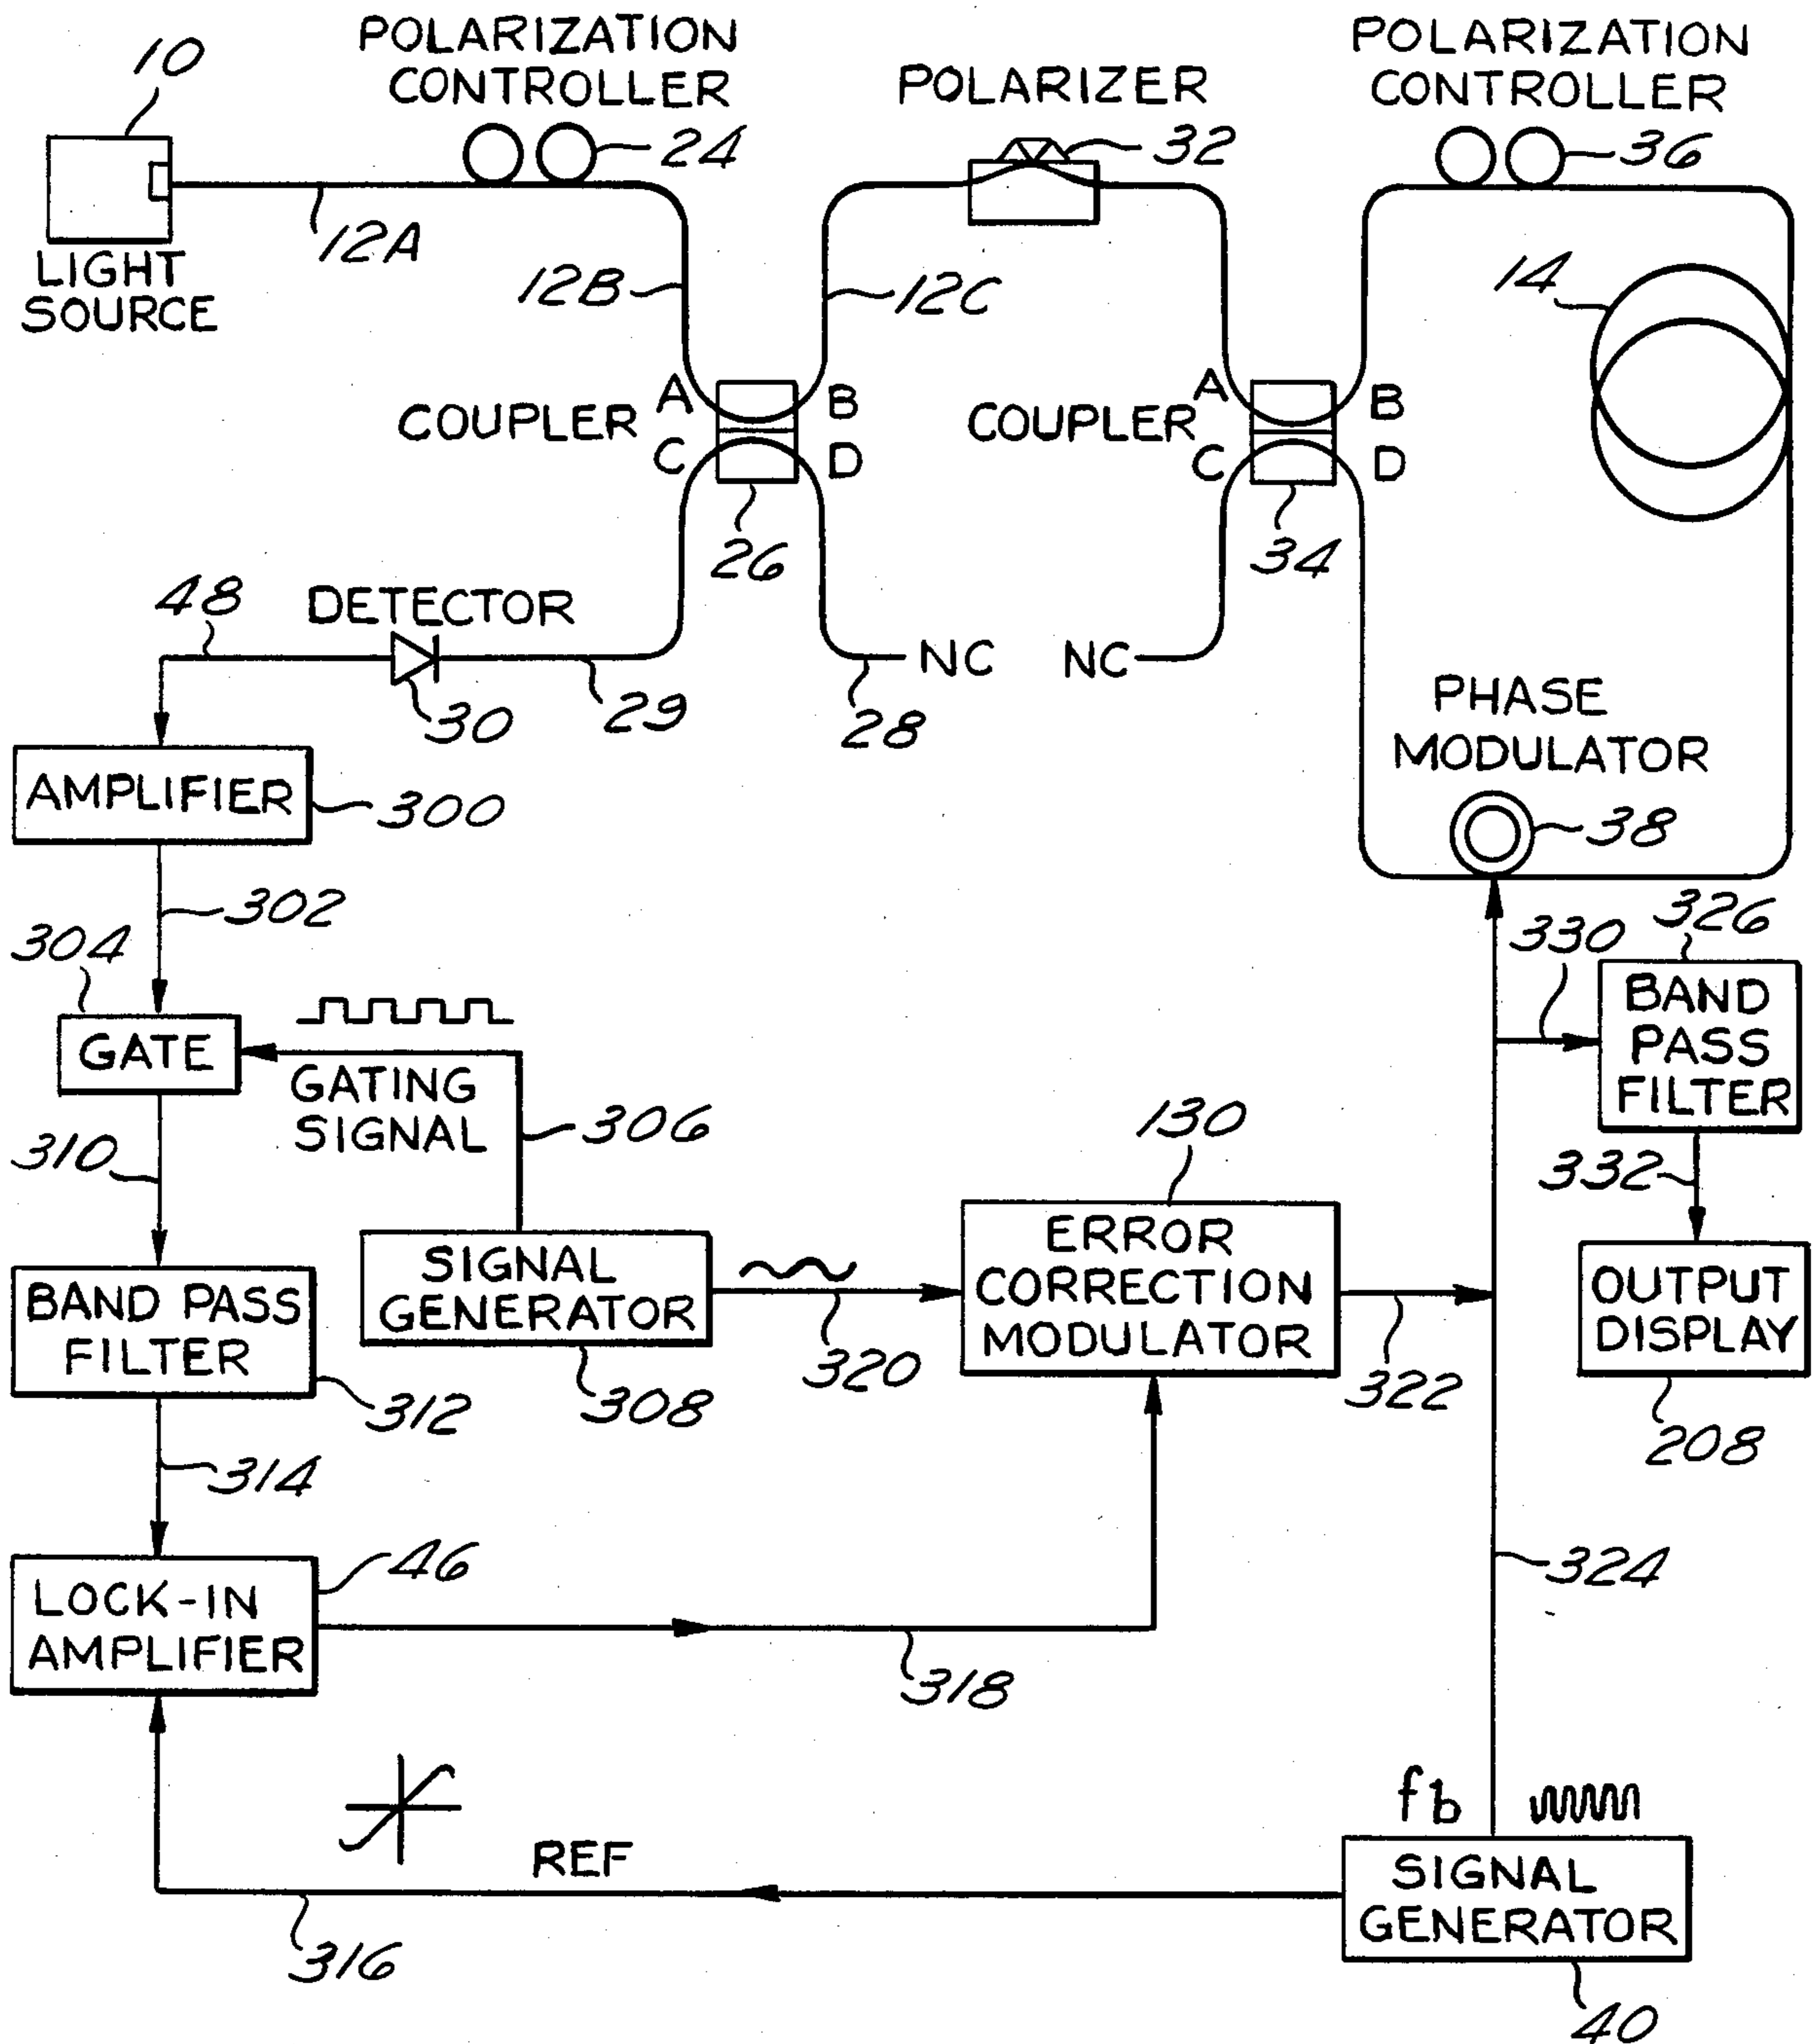 10
POLARIZATION
CONTROLLER
24
POLARIZER
32
POLARIZATION
CONTROLLER
36
LIGHT
SOURCE
12A
12B
12C
14
COUPLER
A
B
C
D
26
COUPLER
A
B
C
D
34
48
DETECTOR
30
29
NC
28
NC
PHASE
MODULATOR
38
AMPLIFIER
300
302
304
GATE
GATING
SIGNAL
306
310
330
326
BAND
PASS
FILTER
332
130
SIGNAL
GENERATOR
308
320
ERROR
CORRECTION
MODULATOR
322
OUTPUT
DISPLAY
208
BAND PASS
FILTER
312
314
46
LOCK-IN
AMPLIFIER
318
324
fb
REF
316
SIGNAL
GENERATOR
40